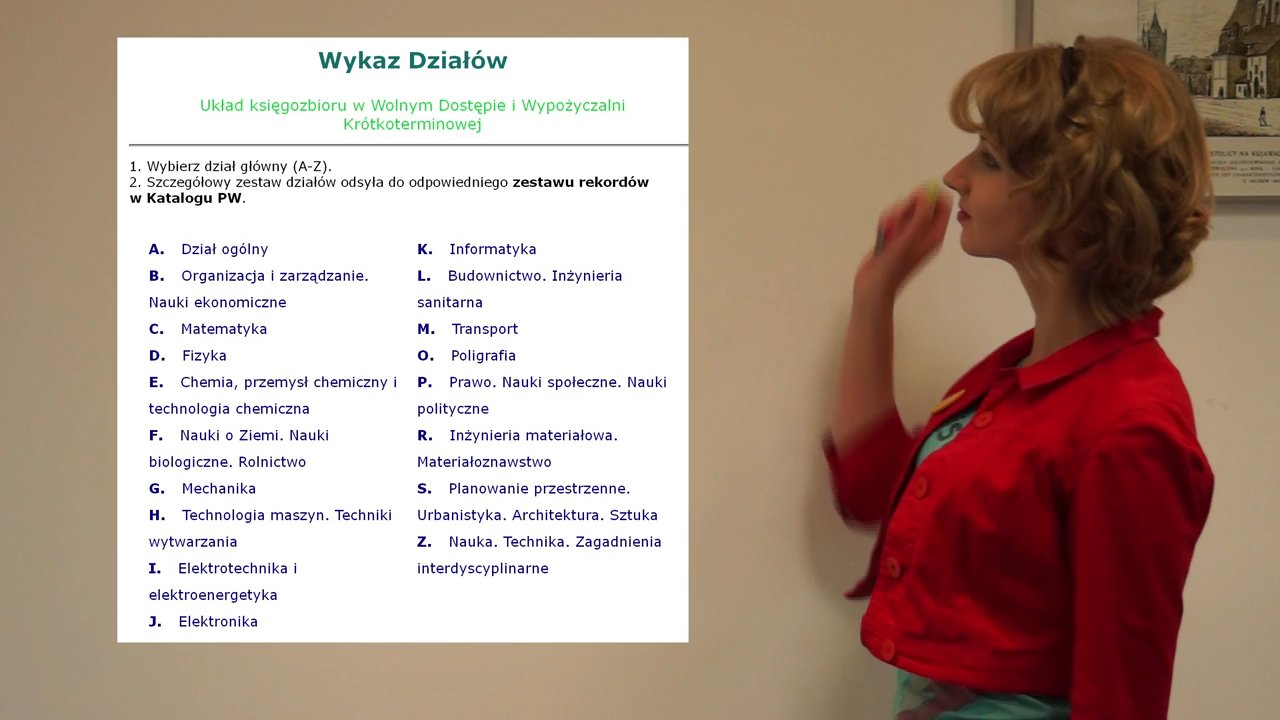 Wykaz Działów
Układ księgozbioru w Wolnym Dostępie i Wypożyczalni
Krótkoterminowej
1. Wybierz dział główny (A-Z).
2. Szczegółowy zestaw działów odsyła do odpowiedniego zestawu rekordów
w Katalogu PW.
A. Dział ogólny
B. Organizacja i zarządzanie.
Nauki ekonomiczne
C. Matematyka
D. Fizyka
E. Chemia, przemysł chemiczny i
technologia chemiczna
F. Nauki o Ziemi. Nauki
biologiczne. Rolnictwo
G. Mechanika
H. Technologia maszyn. Techniki
wytwarzania
I. Elektrotechnika i
elektroenergetyka
J. Elektronika
K. Informatyka
L. Budownictwo. Inżynieria
sanitarna
M. Transport
O. Poligrafia
P. Prawo. Nauki społeczne. Nauki
polityczne
R. Inżynieria materiałowa.
Materiałoznawstwo
S. Planowanie przestrzenne.
Urbanistyka. Architektura. Sztuka
Z. Nauka. Technika. Zagadnienia
interdyscyplinarne
STOLICY NA